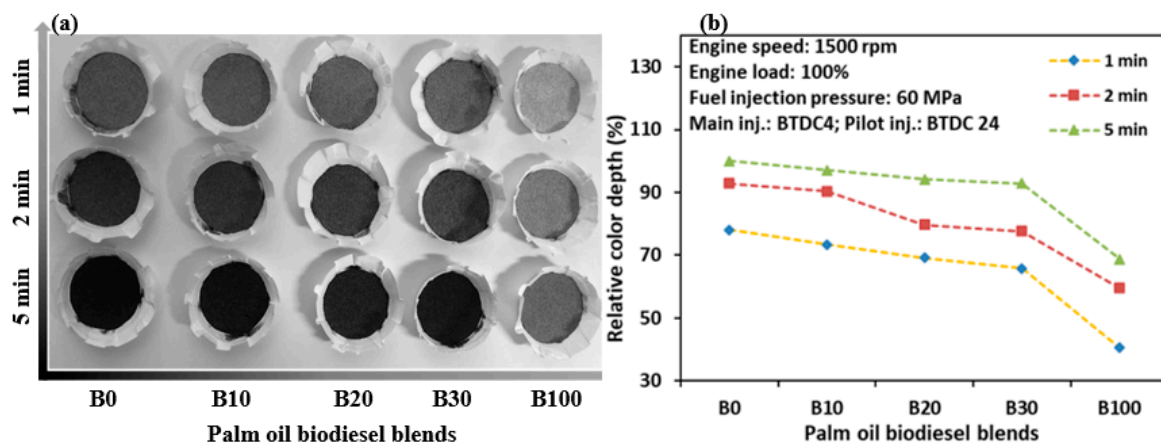 (a)
1 min
2 min
5 min
B0 B10 B20 B30 B100
Palm oil biodiesel blends
(b)
Engine speed: 1500 rpm
Engine load: 100%
Fuel injection pressure: 60 MPa
Main inj.: BTDC4; Pilot inj.: BTDC 24
1 min
2 min
5 min
Relative color depth (%)
130
110
90
70
50
30
B0 B10 B20 B30 B100
Palm oil biodiesel blends